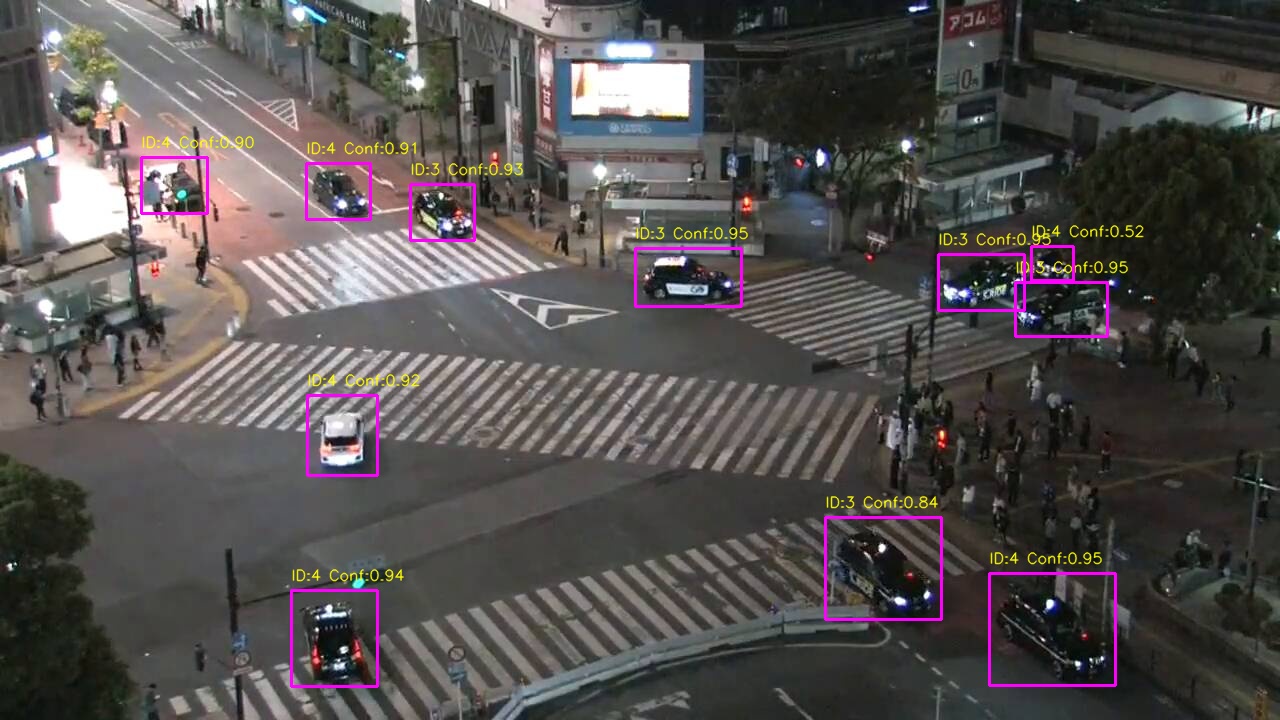 AMERICAN EAGLE
アコム
0
ID:4 Conf:0.90
ID:4 Conf:0.91
ID:3 Conf:0.93
ID:3 Conf:0.95
ID:3 Conf:0.95
ID:4 Conf:0.52
ID:3 Conf:0.95
ID:4 Conf:0.92
ID:3 Conf:0.84
ID:4 Conf:0.95
ID:4 Conf:0.94